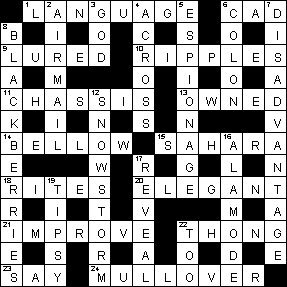 1 L 2 A N 3 G U 4 A G 5 E 6 C A 7 D
8 B I O C S O I
9 L U R E D 10 R I P P L E S
A M O I O A
11 C H A S 12 S I S 13 O W N E D
K I N S N V
14 B E L L O W 15 S A H 16 A R A
E W 17 R G L N
18 R 19 I T E S 20 E L E G A N T
R I T V M A
21 I M P R O V E 22 T H O N G
E S R A O D E
23 S A Y 24 M U L L O V E R